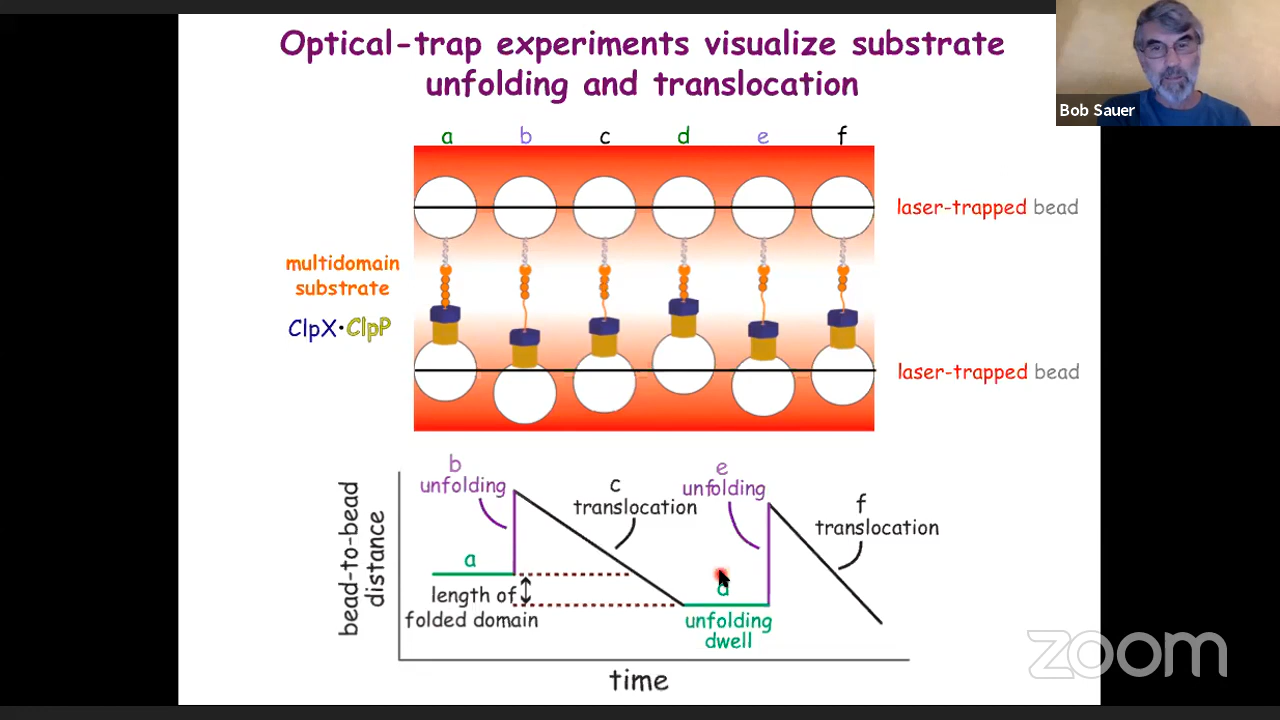 Optical-trap experiments visualize substrate
unfolding and translocation
Bob Sauer
a b c d e f
laser-trapped bead
multidomain
substrate
ClpX·ClpP
laser-trapped bead
bead-to-bead
distance
b
unfolding
c
translocation
e
unfolding
f
translocation
a
length of
folded domain
d
unfolding
dwell
time
zoom